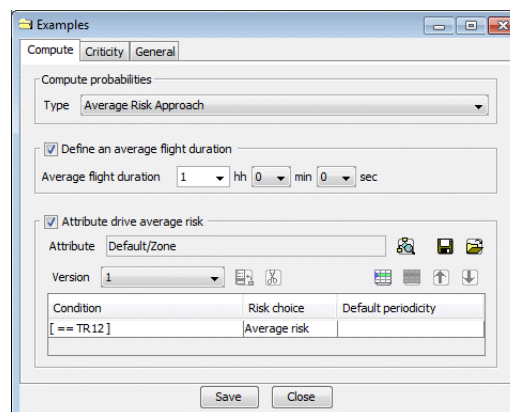 Examples
Compute Criticity General
Compute probabilities
Type Average Risk Approach
Define an average flight duration
Average flight duration 1 hh 0 min 0 sec
Attribute drive average risk
Attribute Default/Zone
Version 1
Condition Risk choice Default periodicity
[ == TR12 ] Average risk
Save Close